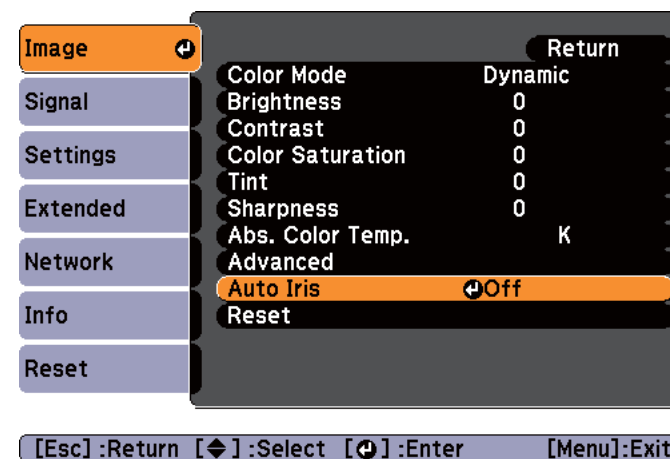 Image
Signal
Settings
Extended
Network
Info
Reset
Return
Color Mode Dynamic
Brightness 0
Contrast 0
Color Saturation 0
Tint 0
Sharpness 0
Abs. Color Temp. K
Advanced
Auto Iris Off
Reset
[Esc] :Return [ ] :Select [ ] :Enter [Menu]:Exit